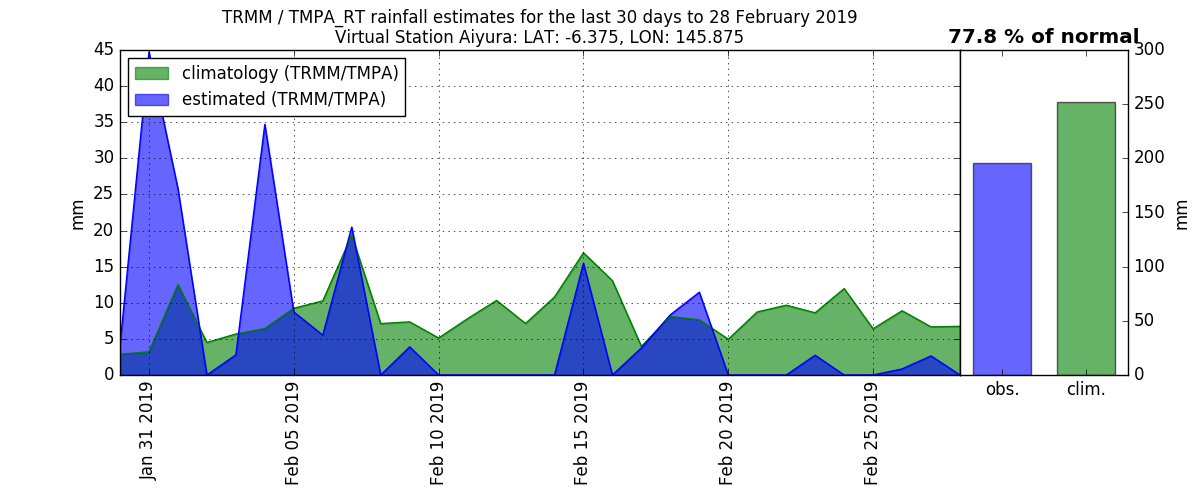 TRMM / TMPA_RT rainfall estimates for the last 30 days to 28 February 2019
Virtual Station Aiyura: LAT: -6.375, LON: 145.875
77.8 % of normal
climatology (TRMM/TMPA)
estimated (TRMM/TMPA)
45
40
35
30
25
20
15
10
5
0
mm
Jan 31 2019
Feb 05 2019
Feb 10 2019
Feb 15 2019
Feb 20 2019
Feb 25 2019
300
250
200
150
100
50
0
mm
obs.
clim.